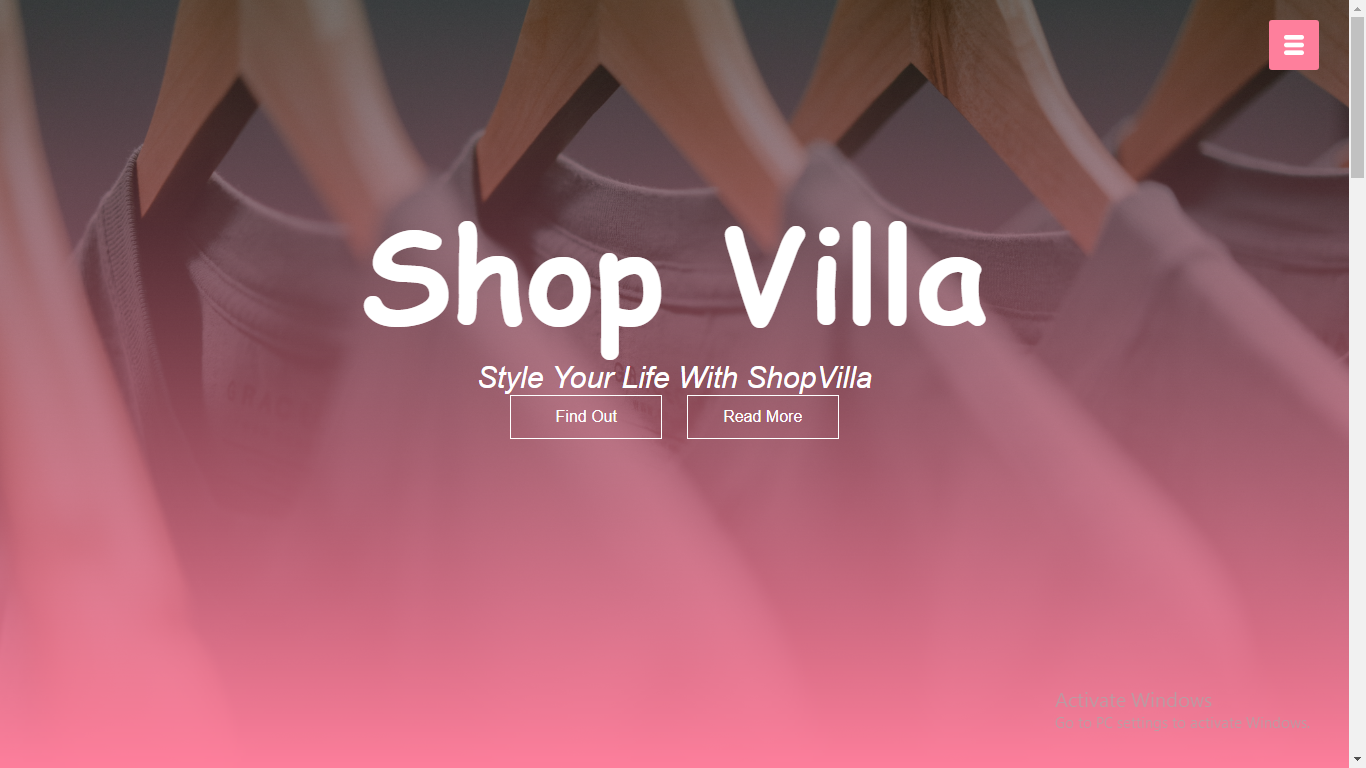 Shop Villa
Style Your Life With ShopVilla
Find Out Read More
Activate Windows
Go to PC settings to activate Windows.